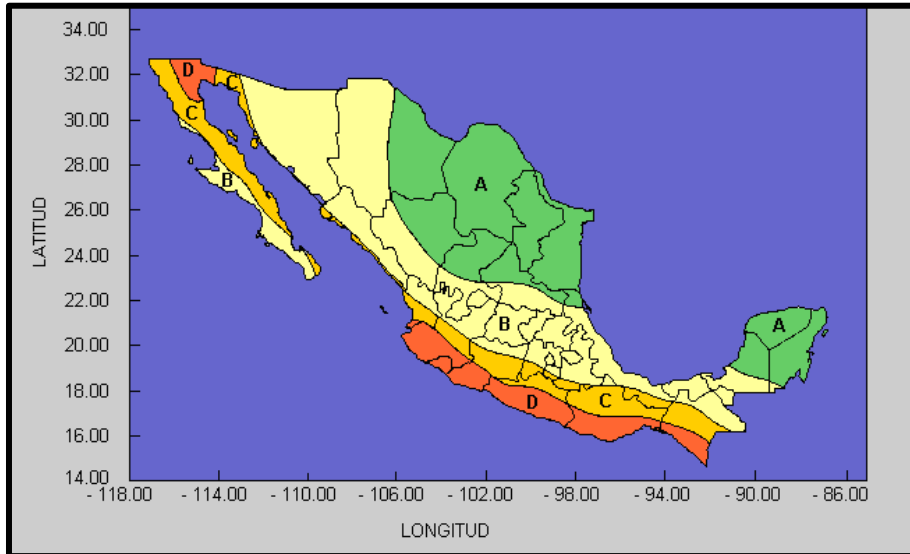 34.00
32.00
30.00
28.00
26.00
24.00
22.00
20.00
18.00
16.00
14.00
LATITUD
D
C
C
B
A
A
B
C
D
- 118.00 - 114.00 - 110.00 - 106.00 - 102.00 - 98.00 - 94.00 - 90.00 - 86.00
LONGITUD